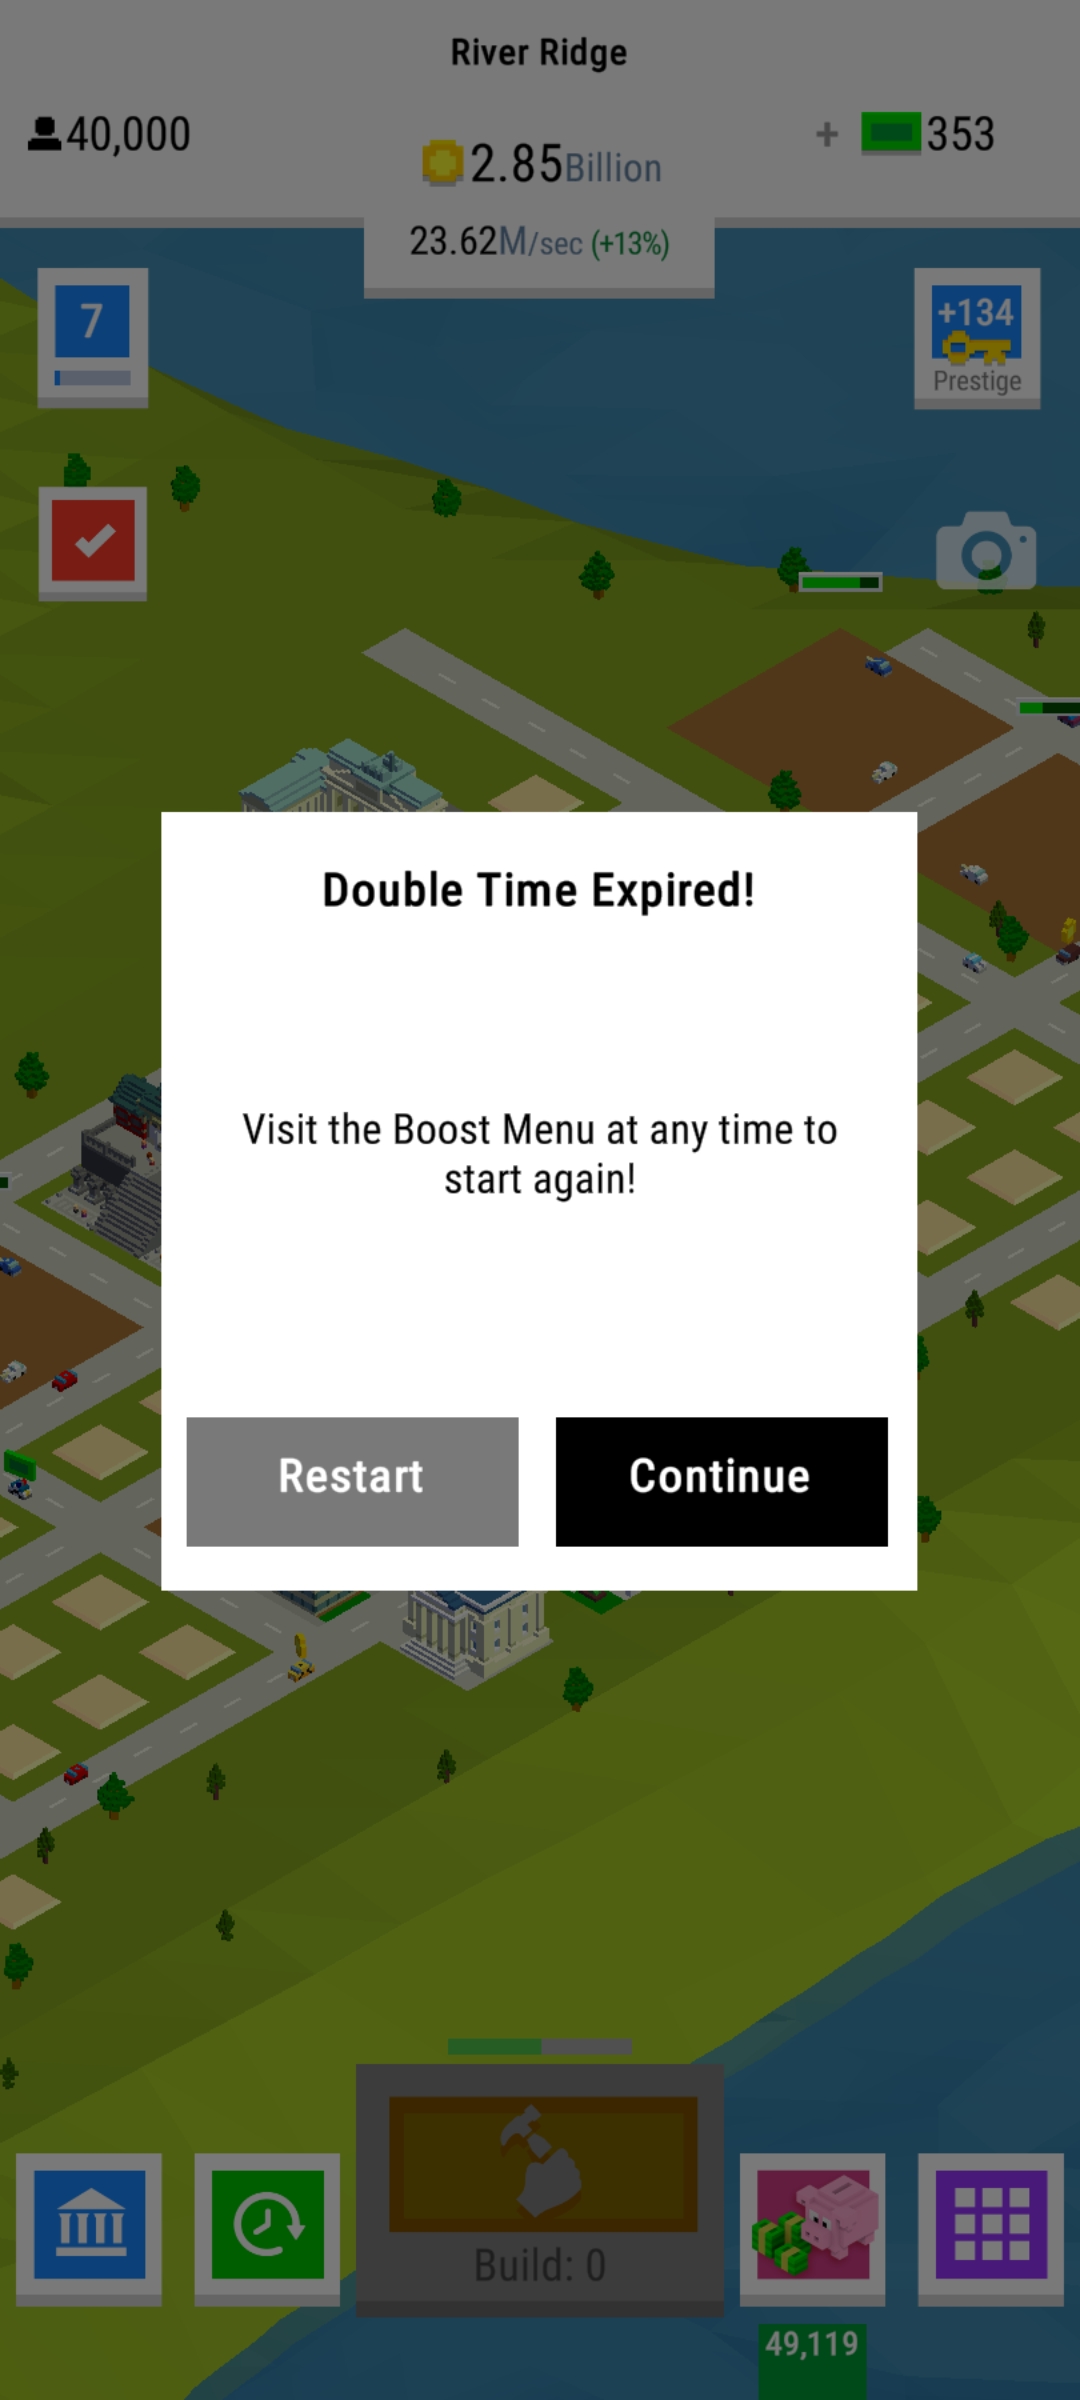 River Ridge
40,000
2.85Billion
+ 353
23.62M/sec (+13%)
7
+134
Prestige
Double Time Expired!
Visit the Boost Menu at any time to
start again!
Restart
Continue
Build: 0
49,119